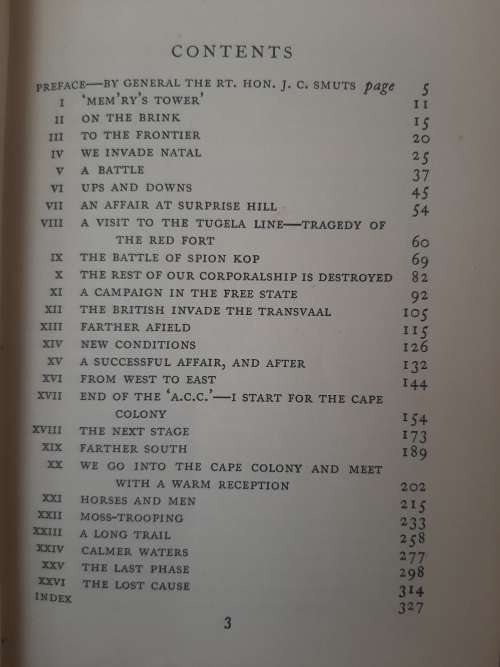 CONTENTS
PREFACE—BY GENERAL THE RT. HON. J. C. SMUTS page 5
I 'MEM'RY'S TOWER' 11
II ON THE BRINK 15
III TO THE FRONTIER 20
IV WE INVADE NATAL 25
V A BATTLE 37
VI UPS AND DOWNS 45
VII AN AFFAIR AT SURPRISE HILL 54
VIII A VISIT TO THE TUGELA LINE—TRAGEDY OF
THE RED FORT 60
IX THE BATTLE OF SPION KOP 69
X THE REST OF OUR CORPORALSHIP IS DESTROYED 82
XI A CAMPAIGN IN THE FREE STATE 92
XII THE BRITISH INVADE THE TRANSVAAL 105
XIII FARTHER AFIELD 115
XIV NEW CONDITIONS 126
XV A SUCCESSFUL AFFAIR, AND AFTER 132
XVI FROM WEST TO EAST 144
XVII END OF THE 'A.C.C.'—I START FOR THE CAPE
COLONY 154
XVIII THE NEXT STAGE 173
XIX FARTHER SOUTH 189
XX WE GO INTO THE CAPE COLONY AND MEET
WITH A WARM RECEPTION 202
XXI HORSES AND MEN 215
XXII MOSS-TROOPING 233
XXIII A LONG TRAIL 258
XXIV CALMER WATERS 277
XXV THE LAST PHASE 298
XXVI THE LOST CAUSE 314
INDEX 327
3